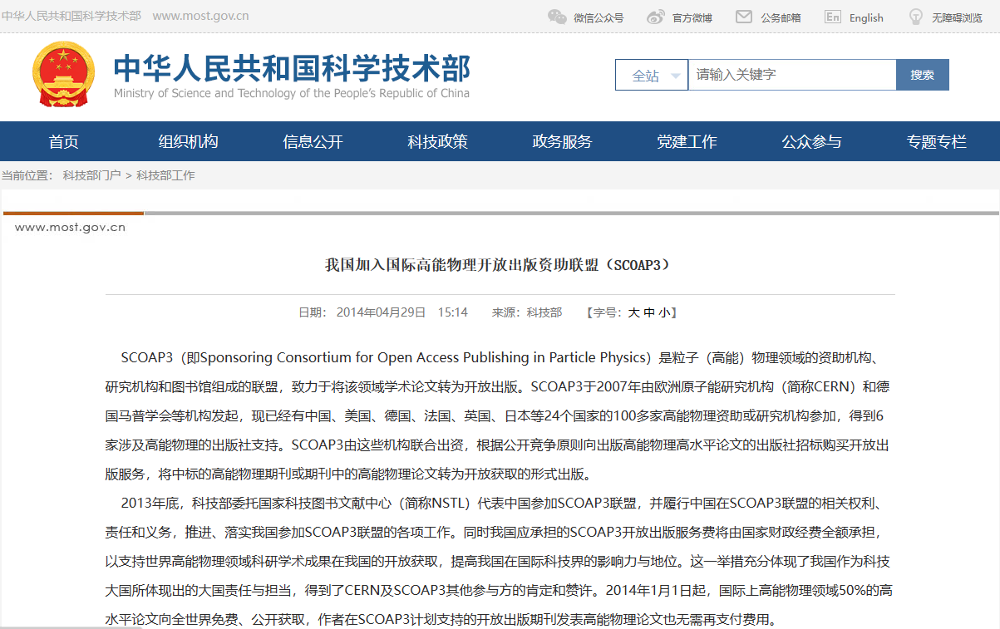 中华人民共和国科学技术部 www.most.gov.cn 微信公众号 官方微博 公务邮箱 En English 无障碍浏览
中华人民共和国科学技术部
Ministry of Science and Technology of the People's Republic of China
全站 请输入关键字 搜索
首页 组织机构 信息公开 科技政策 政务服务 党建工作 公众参与 专题专栏
当前位置： 科技部门户 > 科技部工作
www.most.gov.cn
我国加入国际高能物理开放出版资助联盟（SCOAP3）
日期： 2014年04月29日 15:14 来源：科技部 【字号：大 中 小】
SCOAP3（即Sponsoring Consortium for Open Access Publishing in Particle Physics）是粒子（高能）物理领域的资助机构、
研究机构和图书馆组成的联盟，致力于将该领域学术论文转为开放出版。SCOAP3于2007年由欧洲原子能研究机构（简称CERN）和德
国马普学会等机构发起，现已经有中国、美国、德国、法国、英国、日本等24个国家的100多家高能物理资助或研究机构参加，得到6
家涉及高能物理的出版社支持。SCOAP3由这些机构联合出资，根据公开竞争原则向出版高能物理高水平论文的出版社招标购买开放出
版服务，将中标的高能物理期刊或期刊中的高能物理论文转为开放获取的形式出版。
2013年底，科技部委托国家科技图书文献中心（简称NSTL）代表中国参加SCOAP3联盟，并履行中国在SCOAP3联盟的相关权利、
责任和义务，推进、落实我国参加SCOAP3联盟的各项工作。同时我国应承担的SCOAP3开放出版服务费将由国家财政经费全额承担，
以支持世界高能物理领域科研学术成果在我国的开放获取，提高我国在国际科技界的影响力与地位。这一举措充分体现了我国作为科技
大国所体现出的大国责任与担当，得到了CERN及SCOAP3其他参与方的肯定和赞许。2014年1月1日起，国际上高能物理领域50%的高
水平论文向全世界免费、公开获取，作者在SCOAP3计划支持的开放出版期刊发表高能物理论文也无需再支付费用。